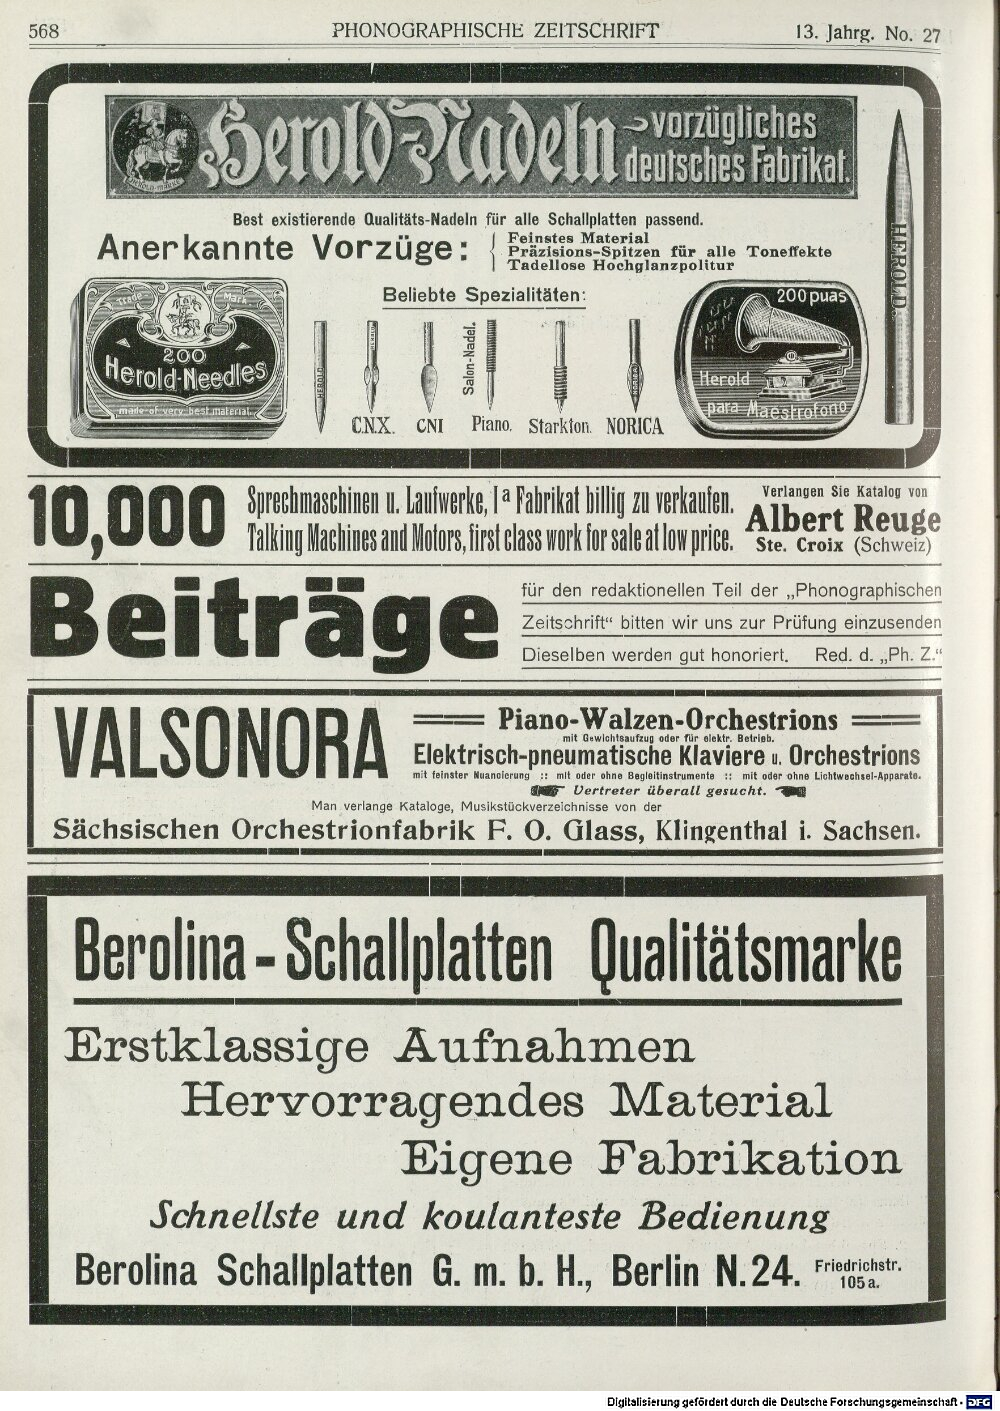 568 PHONOGRAPHISCHE ZEITSCHRIFT 13. Jahrg. No. 27
Herold-Nadeln vorzügliches
deutsches Fabrikat.
HEROLD-MARKE
Best existierende Qualitäts-Nadeln für alle Schallplatten passend.
Anerkannte Vorzüge:
Feinstes Material
Präzisions-Spitzen für alle Toneffekte
Tadellose Hochglanzpolitur
HEROLD
Beliebte Spezialitäten:
Trade Mark
200
Herold-Needles
made of very best material
HEROLD
C.N.X.
CNI
Salon-Nadel.
Piano.
Starkton.
NORICA
200 puas
Herold
para Maestrofono
10,000 Sprechmaschinen u. Laufwerke, Iª Fabrikat billig zu verkaufen.
Talking Machines and Motors, first class work for sale at low price.
Verlangen Sie Katalog von
Albert Reuge
Ste. Croix (Schweiz)
Beiträge für den redaktionellen Teil der „Phonographischen
Zeitschrift“ bitten wir uns zur Prüfung einzusenden
Dieselben werden gut honoriert. Red. d. „Ph. Z.“
VALSONORA Piano-Walzen-Orchestrions
mit Gewichtsaufzug oder für elektr. Betrieb.
Elektrisch-pneumatische Klaviere u. Orchestrions
mit feinster Nuancierung :: mit oder ohne Begleitinstrumente :: mit oder ohne Lichtwechsel-Apparate.
Vertreter überall gesucht.
Man verlange Kataloge, Musikstückverzeichnisse von der
Sächsischen Orchestrionfabrik F. O. Glass, Klingenthal i. Sachsen.
Berolina-Schallplatten Qualitätsmarke
Erstklassige Aufnahmen
Hervorragendes Material
Eigene Fabrikation
Schnellste und koulanteste Bedienung
Berolina Schallplatten G. m. b. H., Berlin N. 24. Friedrichstr.
105 a.
Digitalisierung gefördert durch die Deutsche Forschungsgemeinschaft - DFG